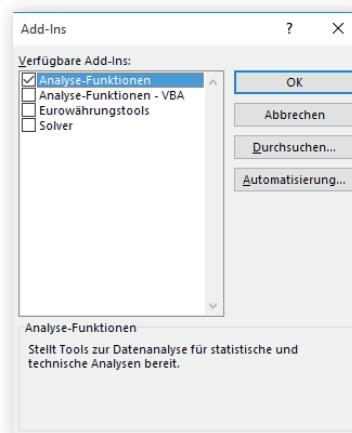 Add-Ins
Verfügbare Add-Ins:
Analyse-Funktionen
Analyse-Funktionen - VBA
Eurowährungstools
Solver
OK
Abbrechen
Durchsuchen...
Automatisierung...
Analyse-Funktionen
Stellt Tools zur Datenanalyse für statistische und
technische Analysen bereit.